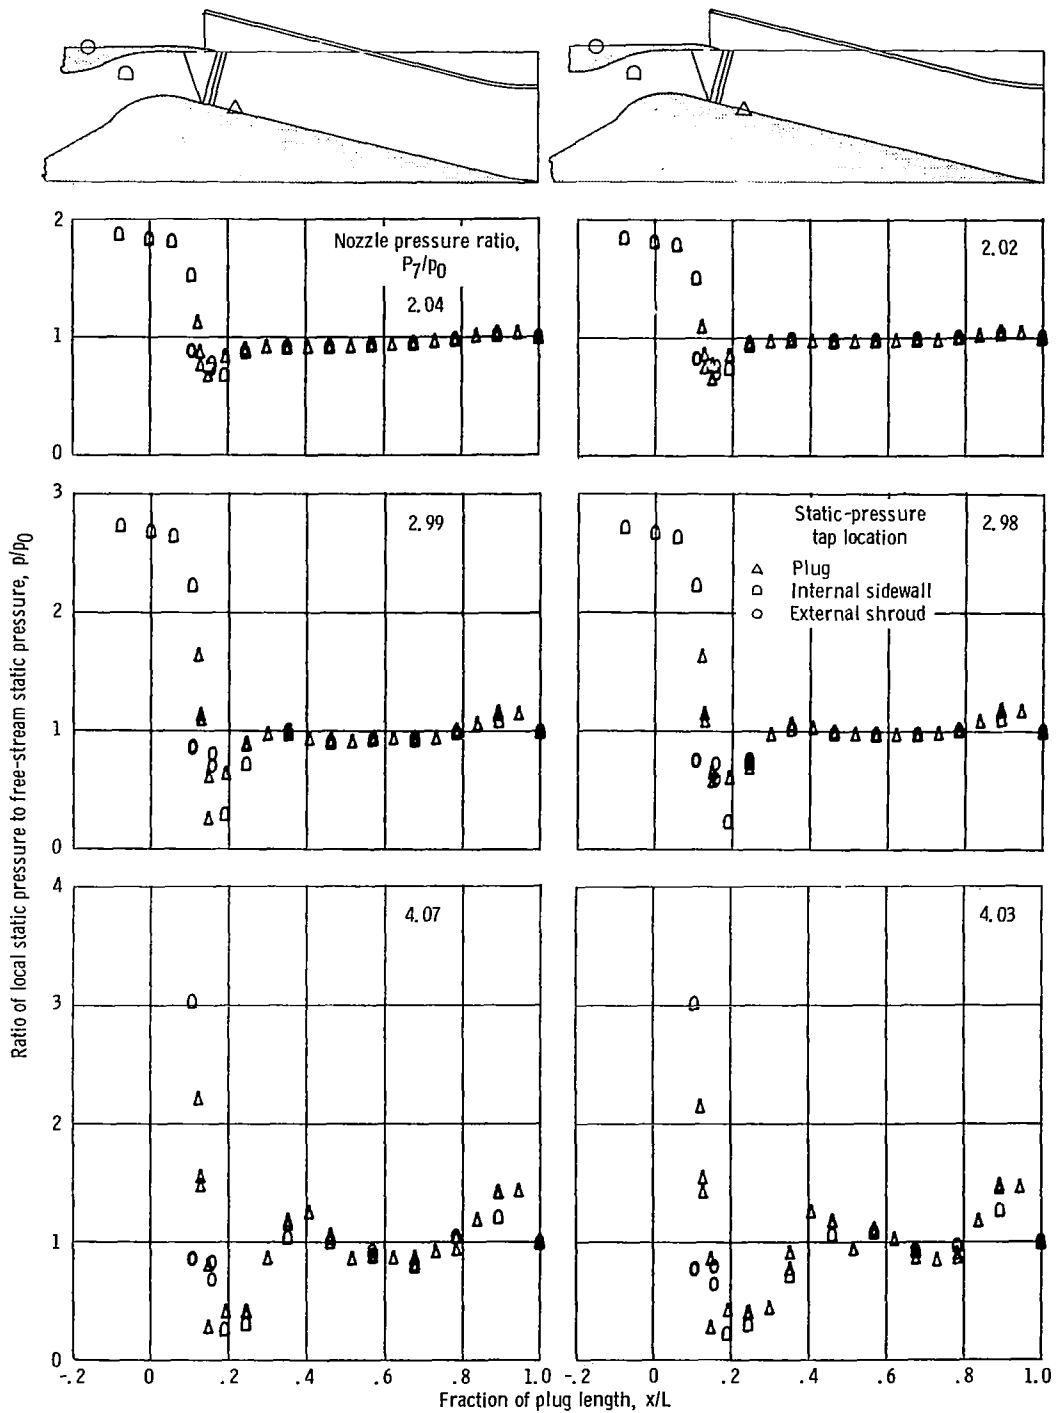 2
1
0
Nozzle pressure ratio,
P7/p0
2.04
2.02
3
2
1
0
2.99
2.98
Static-pressure
tap location
Plug
Internal sidewall
External shroud
4
3
2
1
0
4.07
4.03
-.2 0 .2 .4 .6 .8 1.0
-.2 0 .2 .4 .6 .8 1.0
Fraction of plug length, x/L
Ratio of local static pressure to free-stream static pressure, p/p0